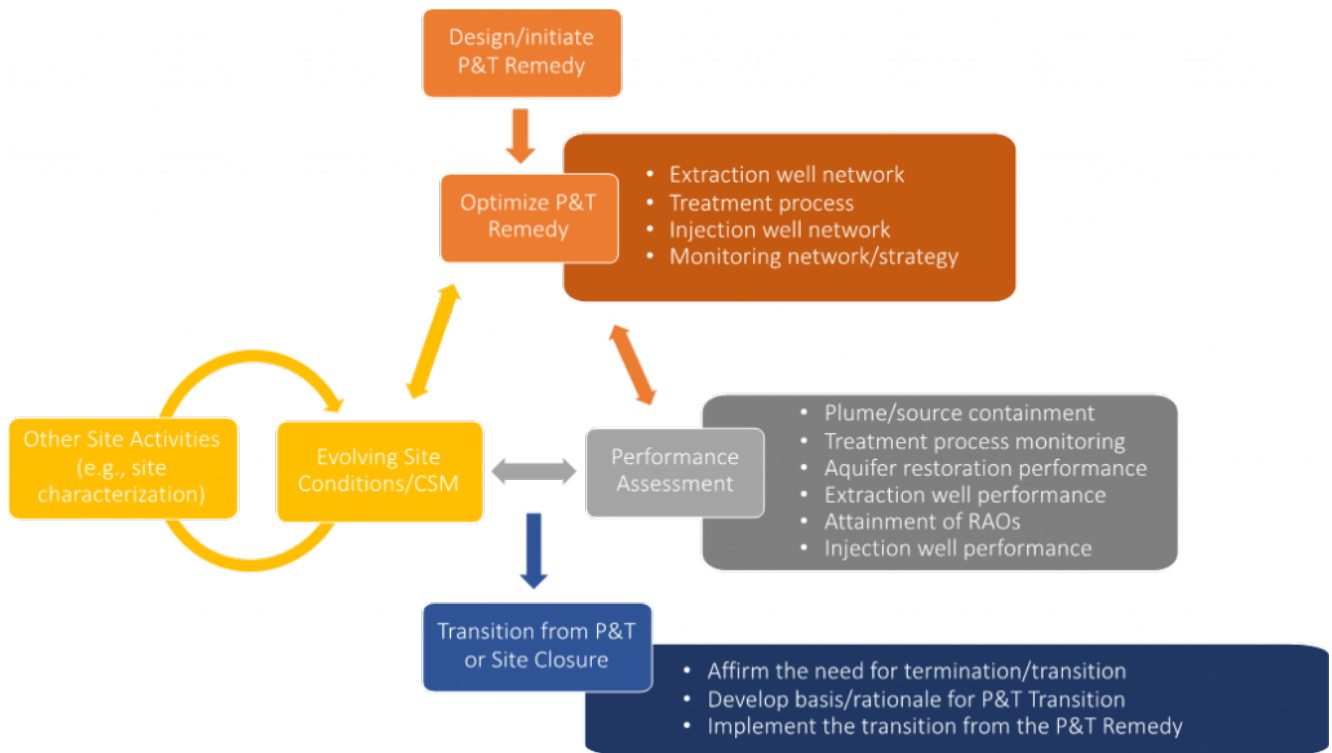 Design/initiate
P&T Remedy
Optimize P&T
Remedy
• Extraction well network
• Treatment process
• Injection well network
• Monitoring network/strategy
Other Site Activities
(e.g., site
characterization)
Evolving Site
Conditions/CSM
Performance
Assessment
• Plume/source containment
• Treatment process monitoring
• Aquifer restoration performance
• Extraction well performance
• Attainment of RAOs
• Injection well performance
Transition from P&T
or Site Closure
• Affirm the need for termination/transition
• Develop basis/rationale for P&T Transition
• Implement the transition from the P&T Remedy